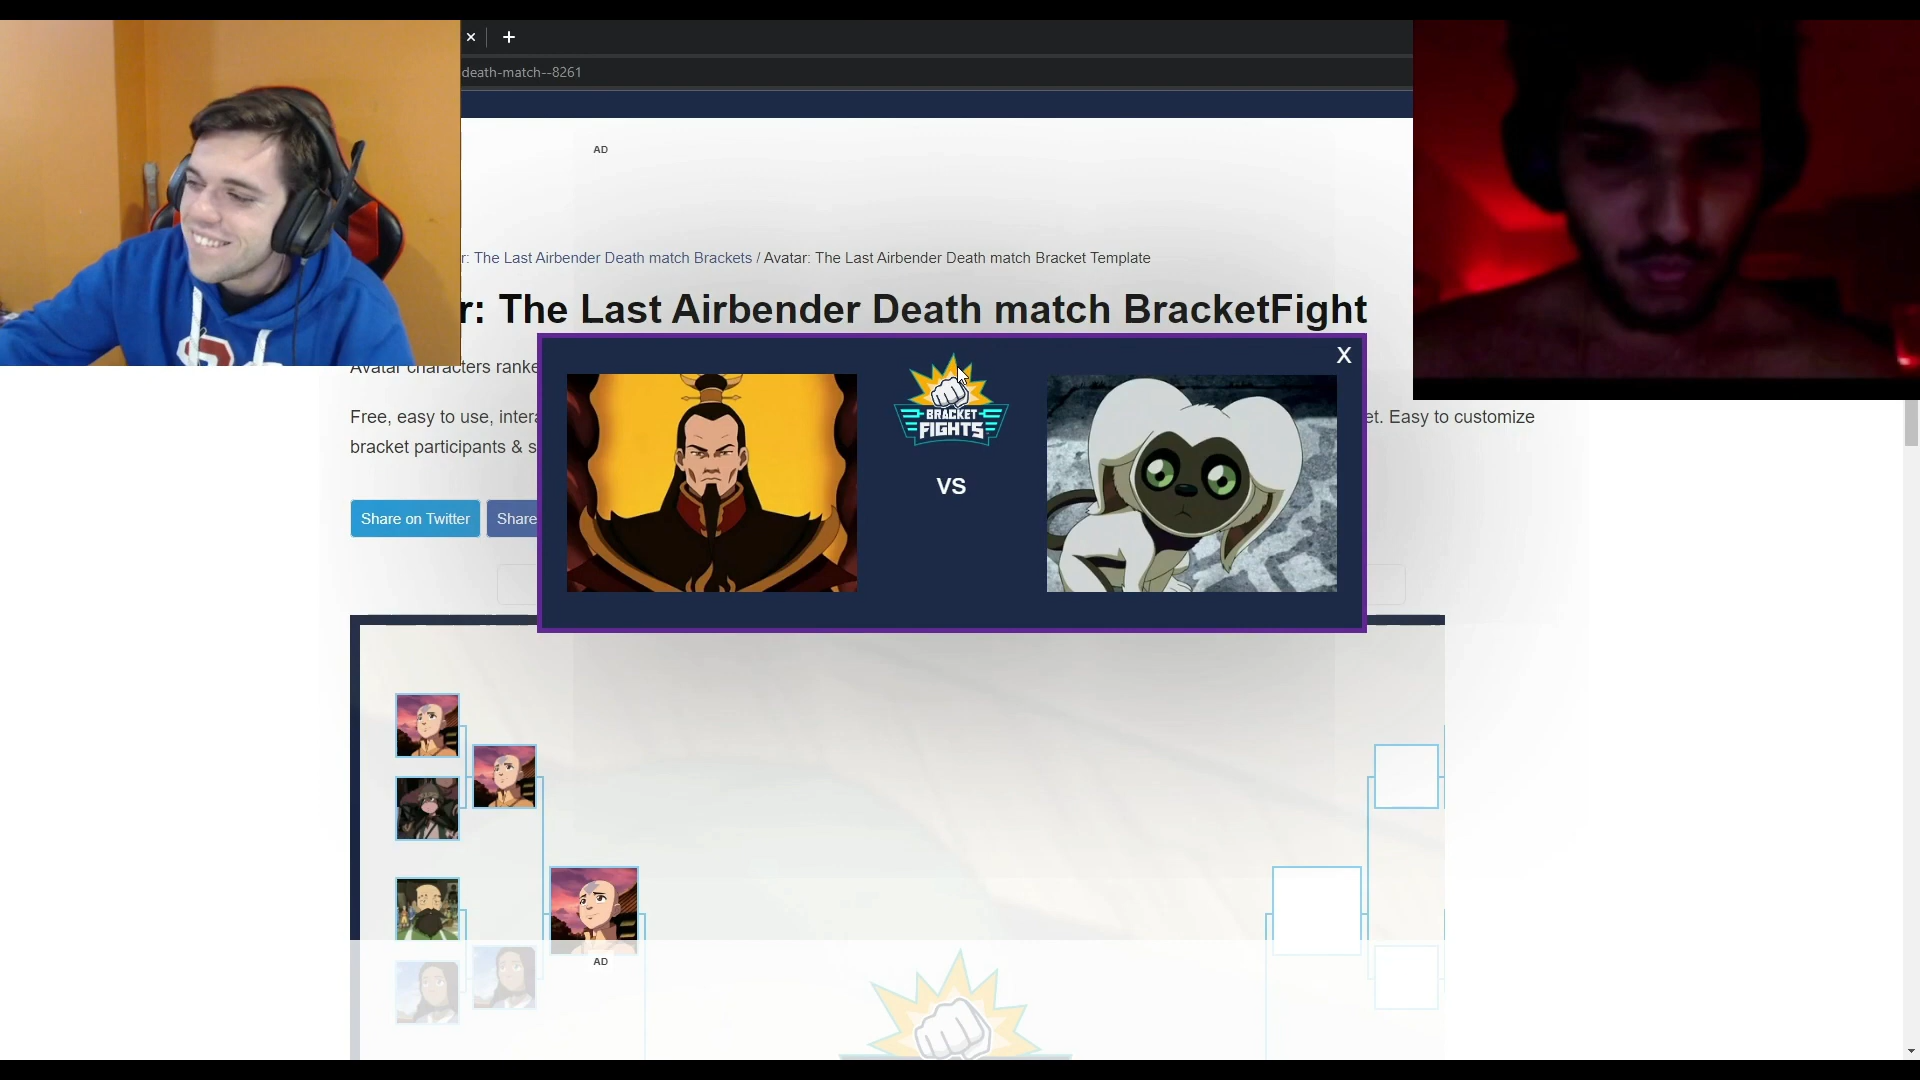 death-match--8261
AD
r: The Last Airbender Death match Brackets / Avatar: The Last Airbender Death match Bracket Template
r: The Last Airbender Death match BracketFight
X
Avatar characters ranke
BRACKET
FIGHTS
Free, easy to use, intera
et. Easy to customize
bracket participants & s
VS
Share on Twitter
Share
AD